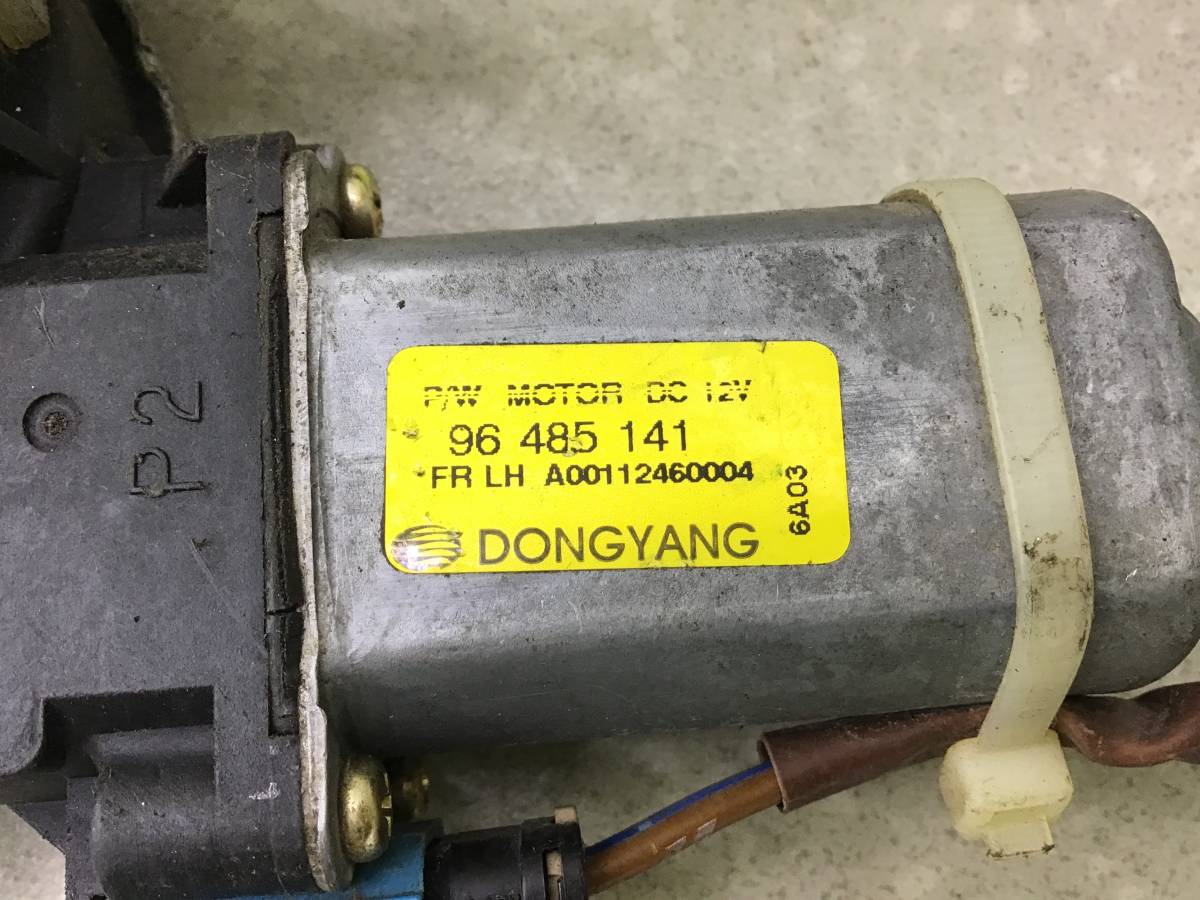 P2
P/W MOTOR DC 12V
96 485 141
FR LH A00112460004
6A03
DONGYANG